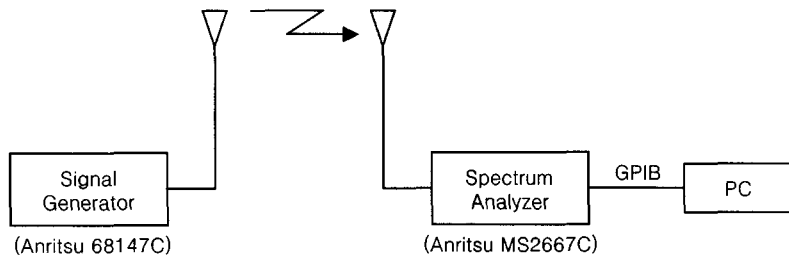 Signal
Generator
(Anritsu 68147C)
Spectrum
Analyzer
(Anritsu MS2667C)
GPIB
PC